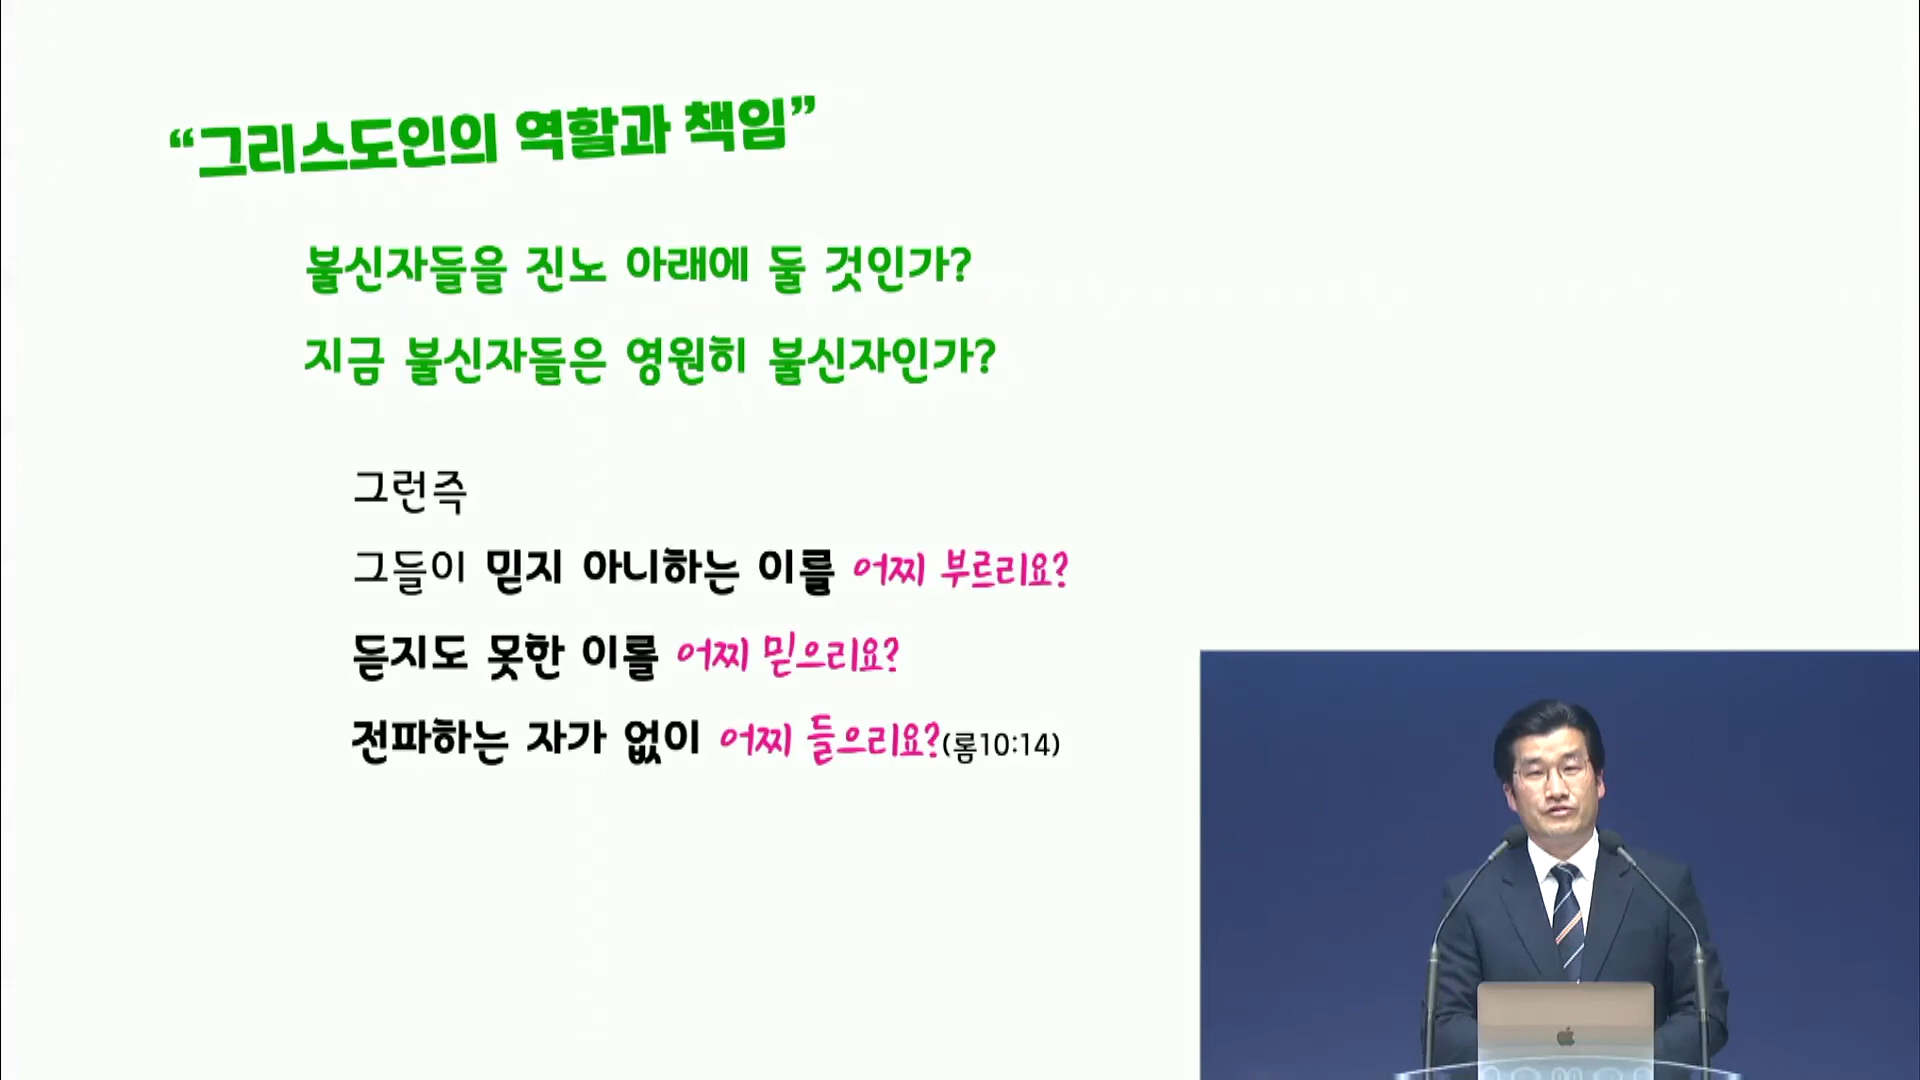 “그리스도인의 역할과 책임”
불신자들을 진노 아래에 둘 것인가?
지금 불신자들은 영원히 불신자인가?
그런즉
그들이 믿지 아니하는 이를 어찌 부르리요?
듣지도 못한 이를 어찌 믿으리요?
전파하는 자가 없이 어찌 들으리요?(롬10:14)